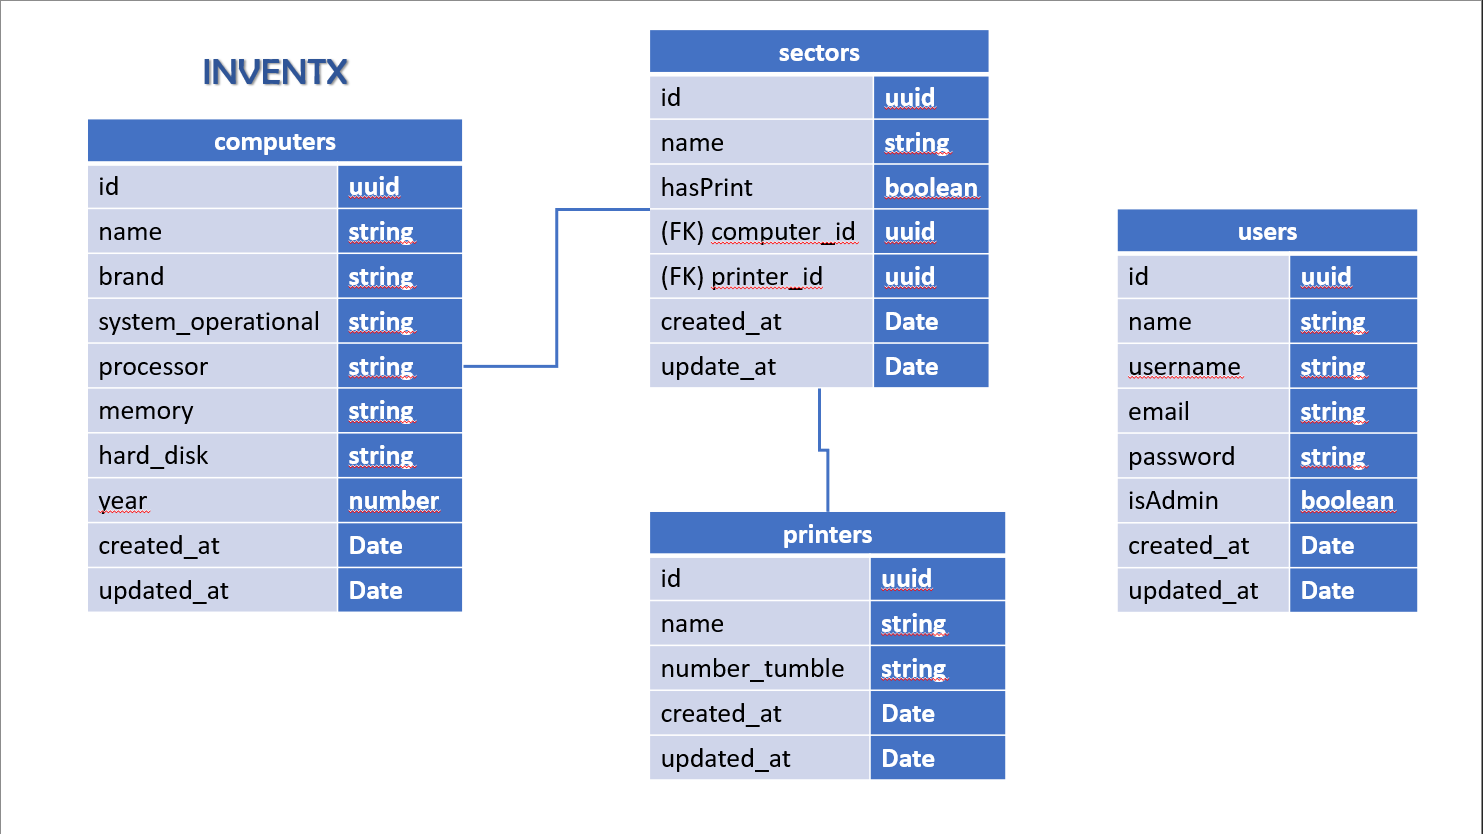 INVENTX
computers
id uuid
name string
brand string
system_operational string
processor string
memory string
hard_disk string
year number
created_at Date
updated_at Date
sectors
id uuid
name string
hasPrint boolean
(FK) computer_id uuid
(FK) printer_id uuid
created_at Date
update_at Date
printers
id uuid
name string
number_tumble string
created_at Date
updated_at Date
users
id uuid
name string
username string
email string
password string
isAdmin boolean
created_at Date
updated_at Date